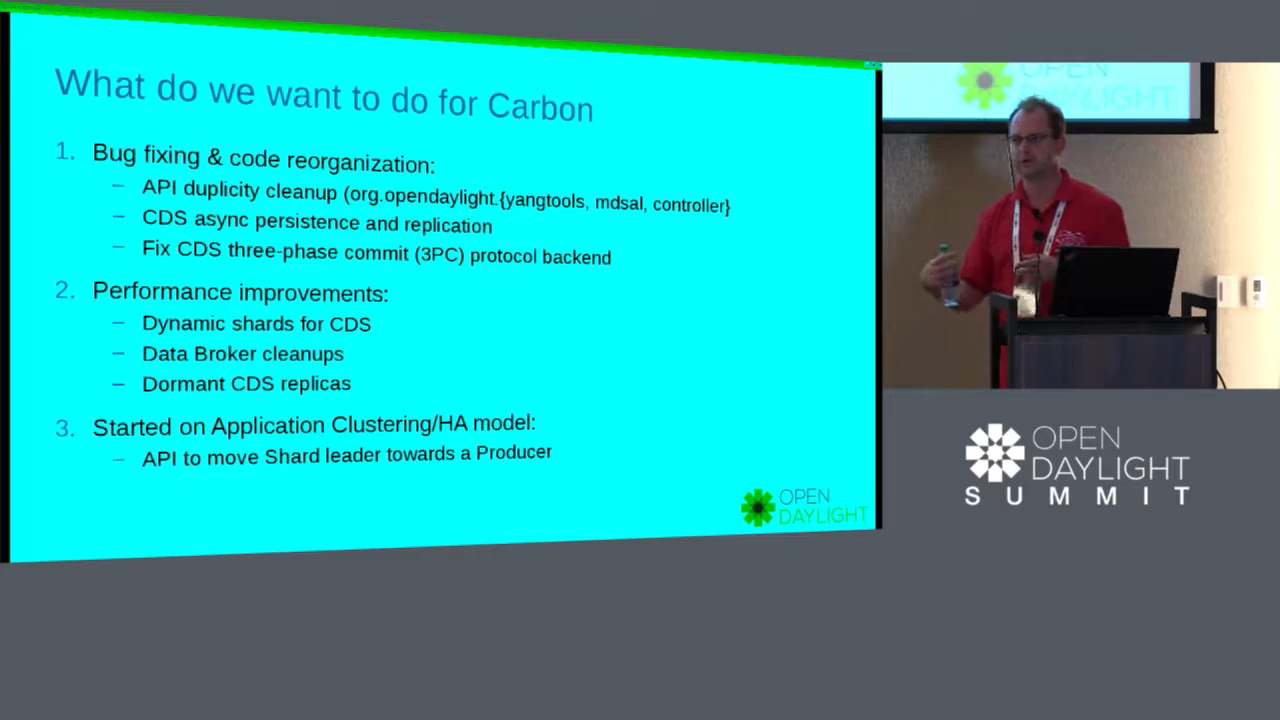 What do we want to do for Carbon
1. Bug fixing & code reorganization:
– API duplicity cleanup (org.opendaylight.{yangtools, mdsal, controller}
– CDS async persistence and replication
– Fix CDS three-phase commit (3PC) protocol backend
2. Performance improvements:
– Dynamic shards for CDS
– Data Broker cleanups
– Dormant CDS replicas
3. Started on Application Clustering/HA model:
– API to move Shard leader towards a Producer
OPEN
DAYLIGHT
OPEN
DAYLIGHT
OPEN
DAYLIGHT
SUMMIT